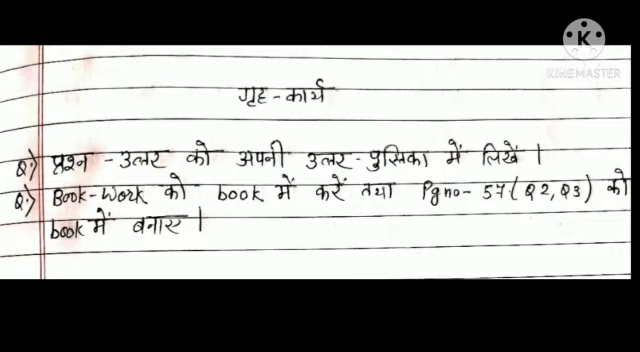 KINEMASTER
गृह-कार्य
Q:) प्रश्न - उत्तर को अपनी उत्तर-पुस्तिका में लिखें ।
Q:) Book-Work को book में करें तथा Pg no- 57 ( Q2, Q3 ) को
book में बनाए ।